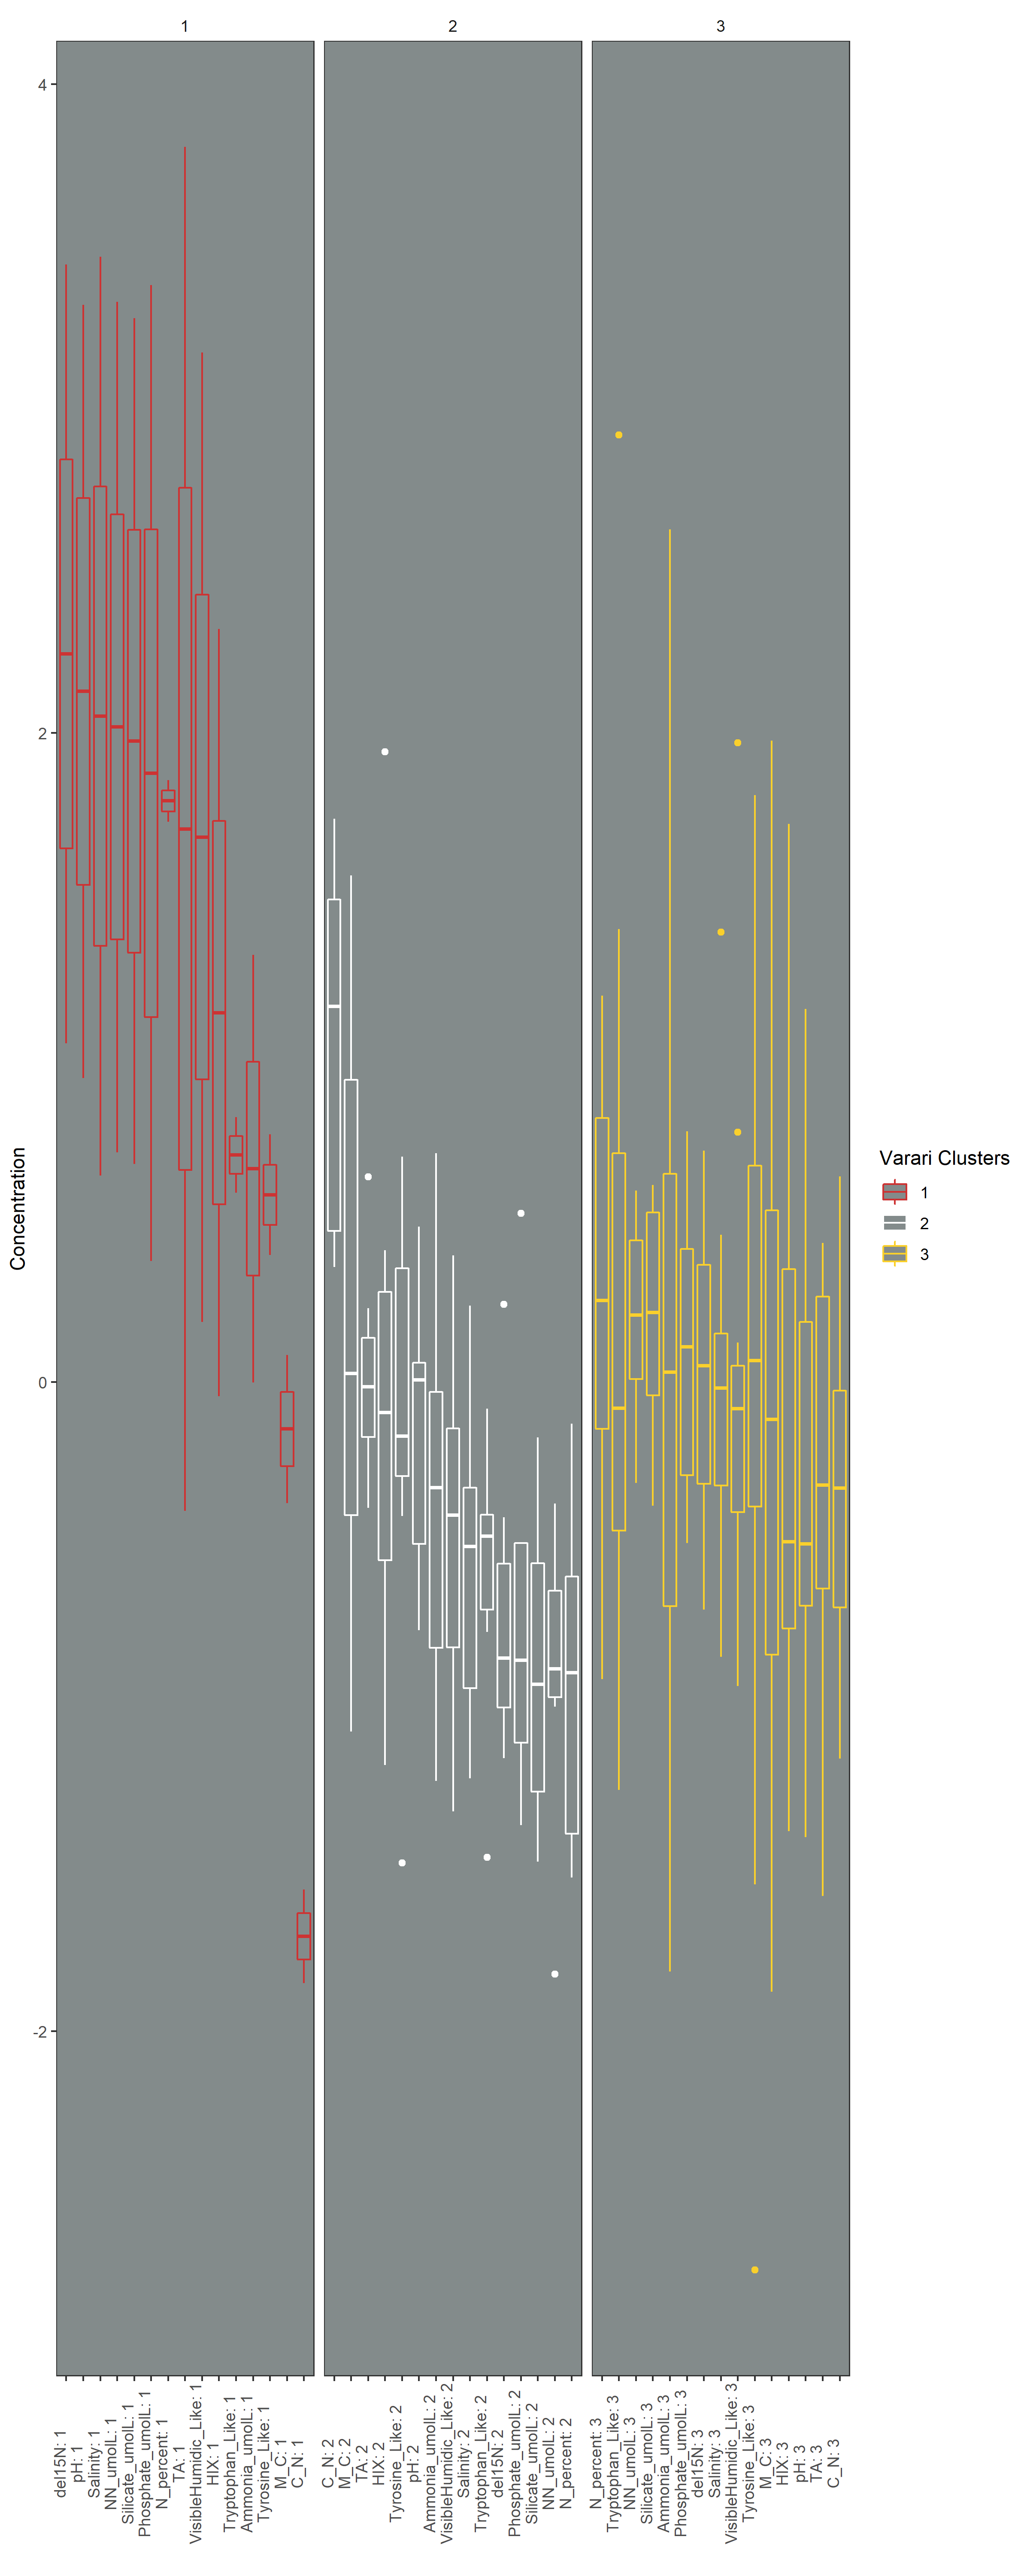 1
2
3
4
2
0
-2
Concentration
del15N: 1
pH: 1
Salinity: 1
NN_umolL: 1
Silicate_umolL: 1
Phosphate_umolL: 1
N_percent: 1
TA: 1
VisibleHumidic_Like: 1
HIX: 1
Tryptophan_Like: 1
Ammonia_umolL: 1
Tyrosine_Like: 1
M_C: 1
C_N: 1
C_N: 2
M_C: 2
TA: 2
HIX: 2
Tyrosine_Like: 2
pH: 2
Ammonia_umolL: 2
VisibleHumidic_Like: 2
Salinity: 2
Tryptophan_Like: 2
del15N: 2
Phosphate_umolL: 2
Silicate_umolL: 2
NN_umolL: 2
N_percent: 2
N_percent: 3
Tryptophan_Like: 3
NN_umolL: 3
Silicate_umolL: 3
Ammonia_umolL: 3
Phosphate_umolL: 3
del15N: 3
Salinity: 3
VisibleHumidic_Like: 3
Tyrosine_Like: 3
M_C: 3
HIX: 3
pH: 3
TA: 3
C_N: 3
Varari Clusters
1
2
3